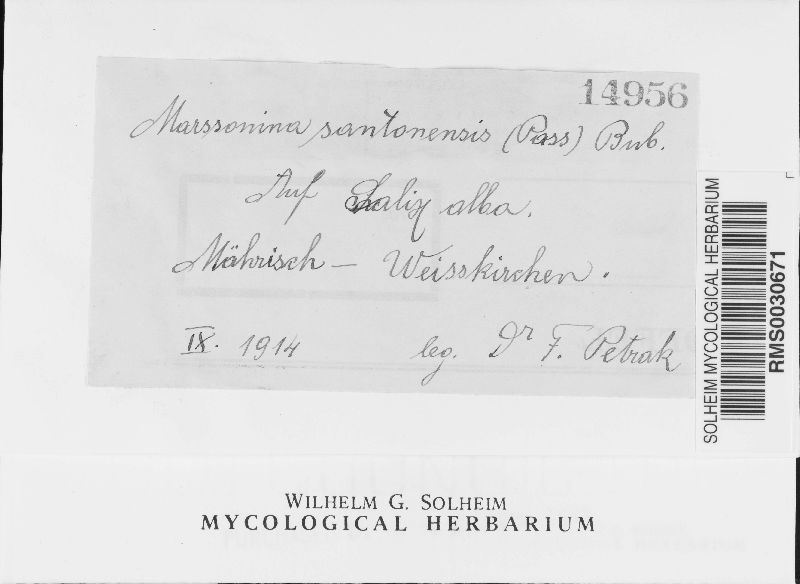 14956
Marssonina santonensis (Pass) Bub.
Auf Salix alba.
Mährisch – Weisskirchen.
IX. 1914 leg. Dr F. Petrak
SOLHEIM MYCOLOGICAL HERBARIUM
RMS0030671
WILHELM G. SOLHEIM
MYCOLOGICAL HERBARIUM